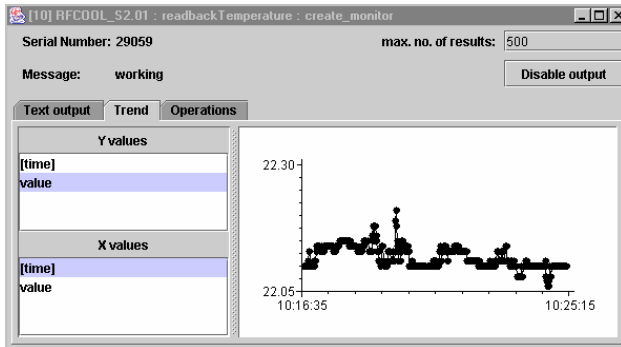 [10] RFCOOL_S2.01 : readbackTemperature : create_monitor
Serial Number: 29059 max. no. of results: 500
Message: working Disable output
Text output Trend Operations
Y values
[time]
value
X values
[time]
value
22.30
22.05
10:16:35 10:25:15